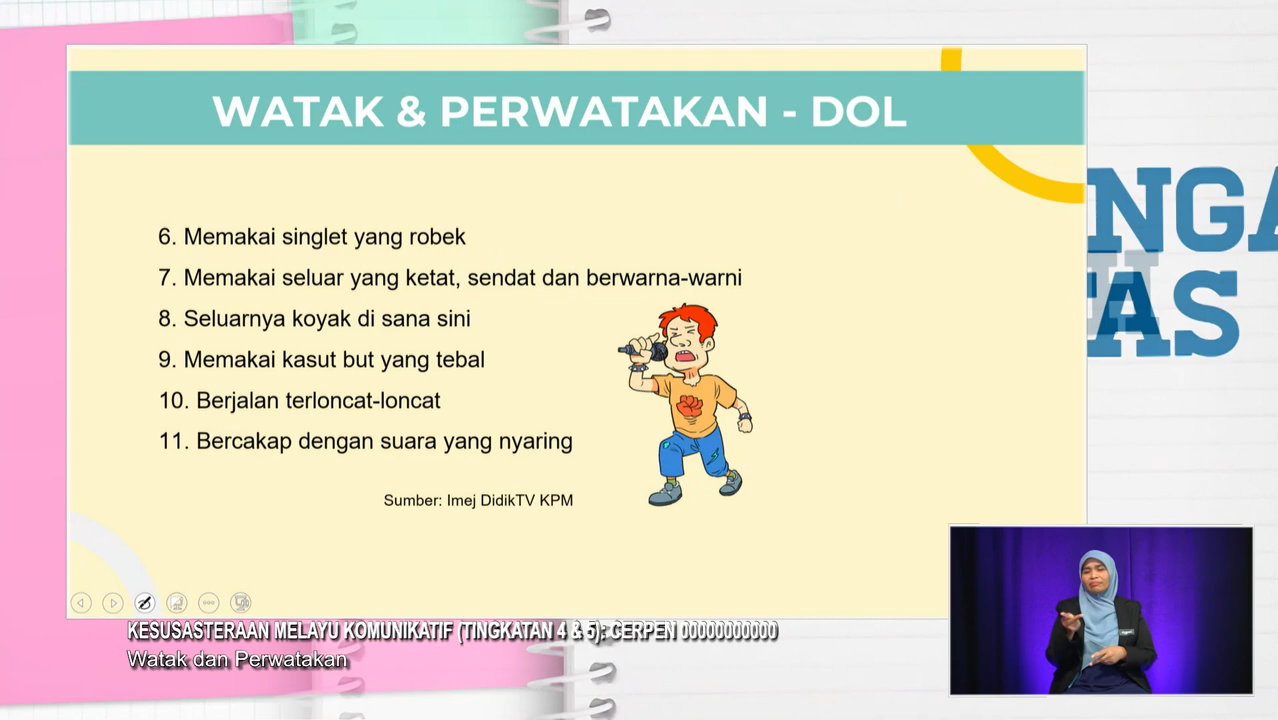 WATAK & PERWATAKAN - DOL
6. Memakai singlet yang robek
7. Memakai seluar yang ketat, sendat dan berwarna-warni
8. Seluarnya koyak di sana sini
9. Memakai kasut but yang tebal
10. Berjalan terloncat-loncat
11. Bercakap dengan suara yang nyaring
Sumber: Imej DidikTV KPM
KESUSASTERAAN MELAYU KOMUNIKATIF (TINGKATAN 4 & 5): CERPEN 00000000000
Watak dan Perwatakan